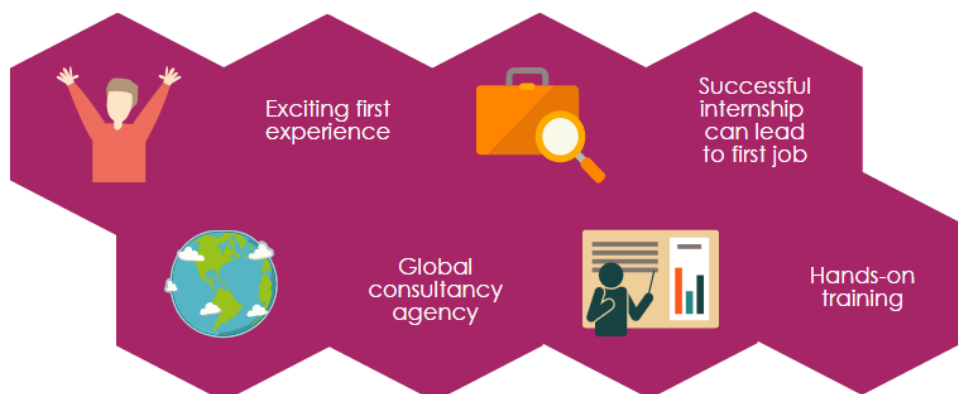 Exciting first
experience
Successful
internship
can lead
to first job
Global
consultancy
agency
Hands-on
training